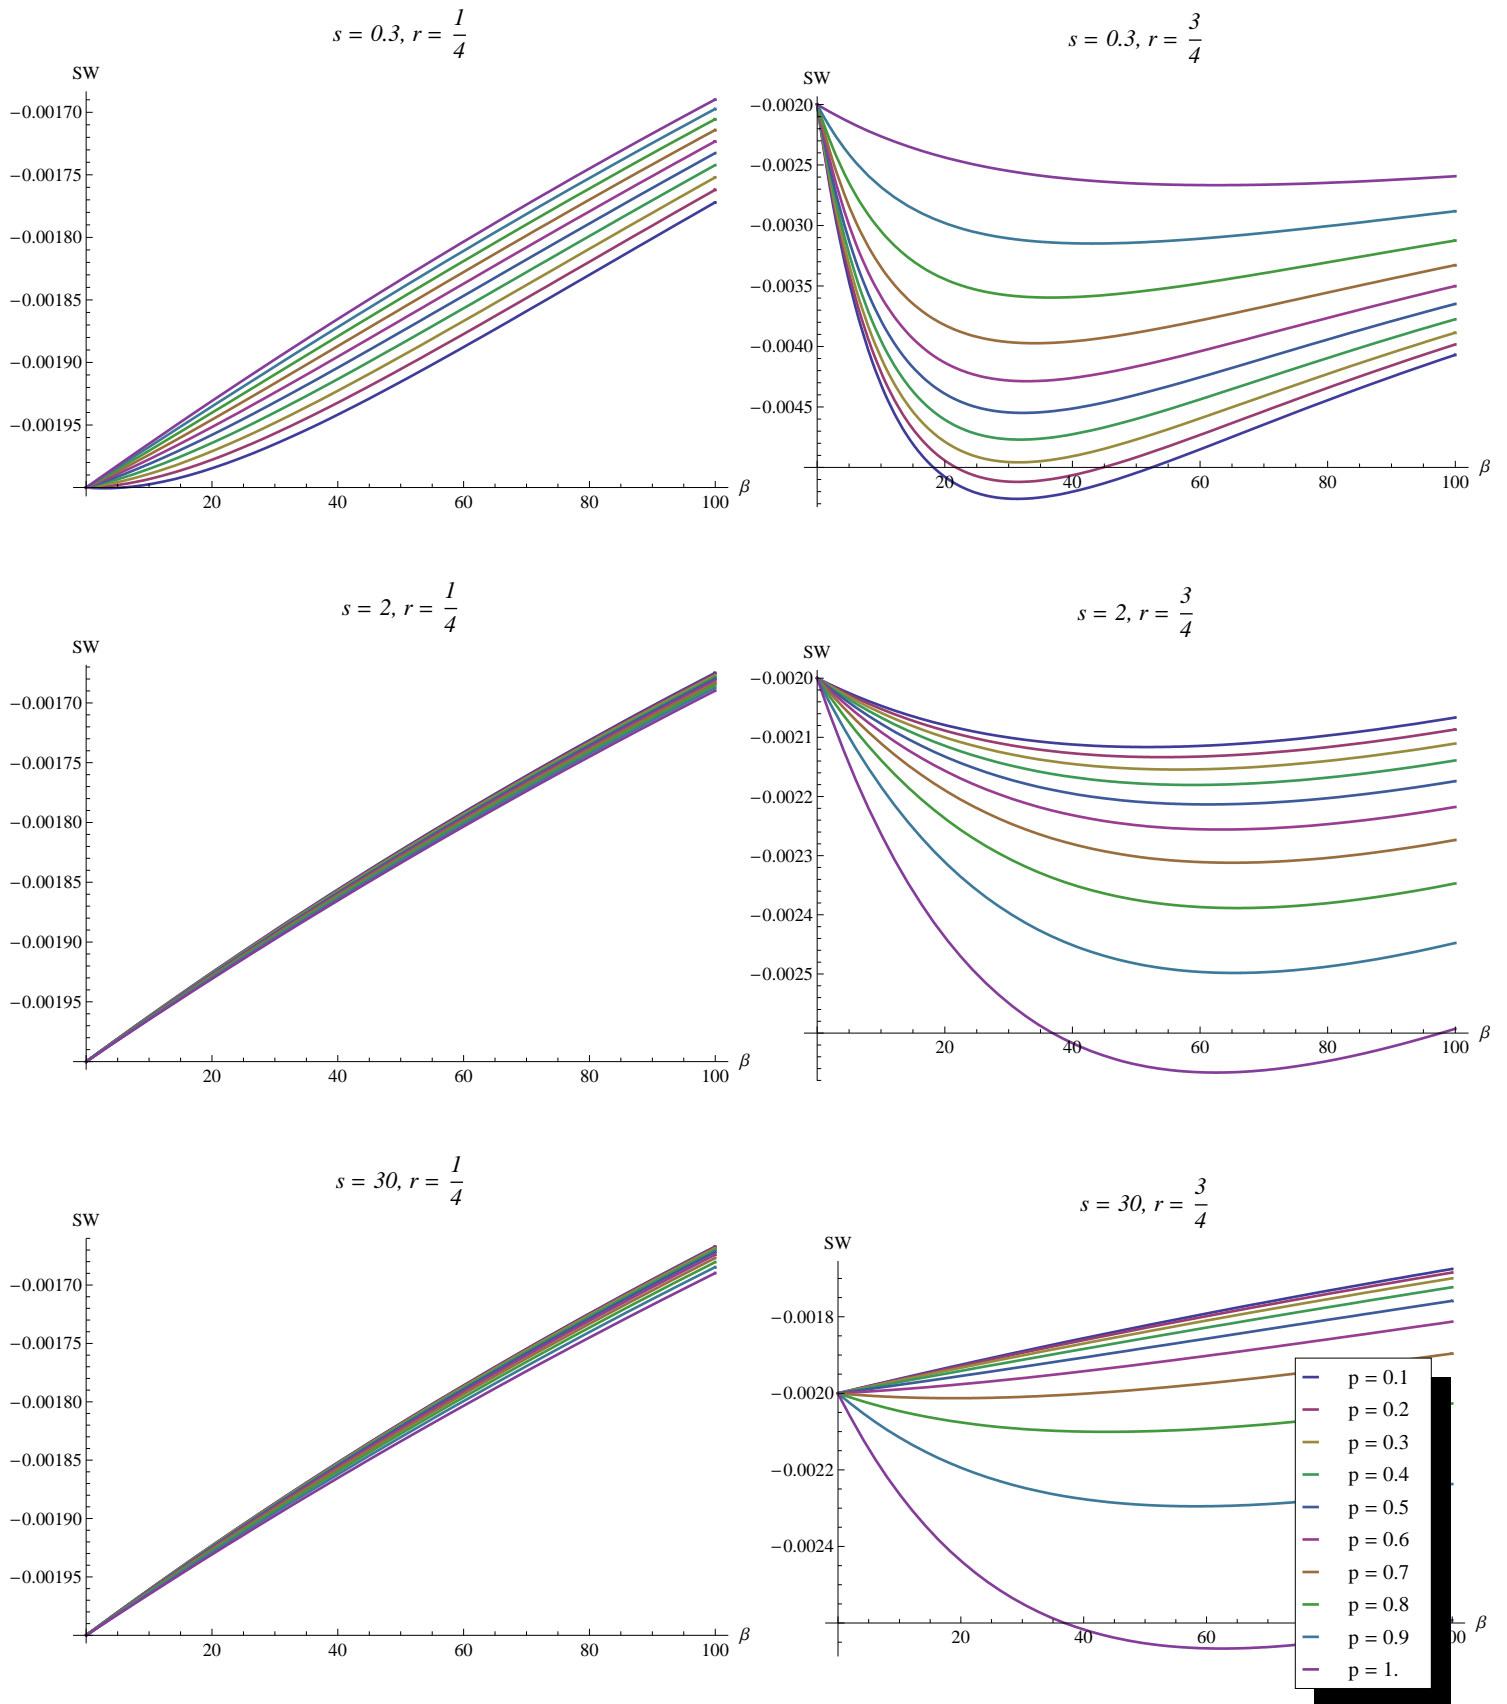 s = 0.3, r = 1/4
SW
−0.00170
−0.00175
−0.00180
−0.00185
−0.00190
−0.00195
20 40 60 80 100 β
s = 0.3, r = 3/4
SW
−0.0020
−0.0025
−0.0030
−0.0035
−0.0040
−0.0045
20 40 60 80 100 β
s = 2, r = 1/4
SW
−0.00170
−0.00175
−0.00180
−0.00185
−0.00190
−0.00195
20 40 60 80 100 β
s = 2, r = 3/4
SW
−0.0020
−0.0021
−0.0022
−0.0023
−0.0024
−0.0025
20 40 60 80 100 β
s = 30, r = 1/4
SW
−0.00170
−0.00175
−0.00180
−0.00185
−0.00190
−0.00195
20 40 60 80 100 β
s = 30, r = 3/4
SW
−0.0018
−0.0020
−0.0022
−0.0024
20 40 60 β
p = 0.1
p = 0.2
p = 0.3
p = 0.4
p = 0.5
p = 0.6
p = 0.7
p = 0.8
p = 0.9
p = 1.